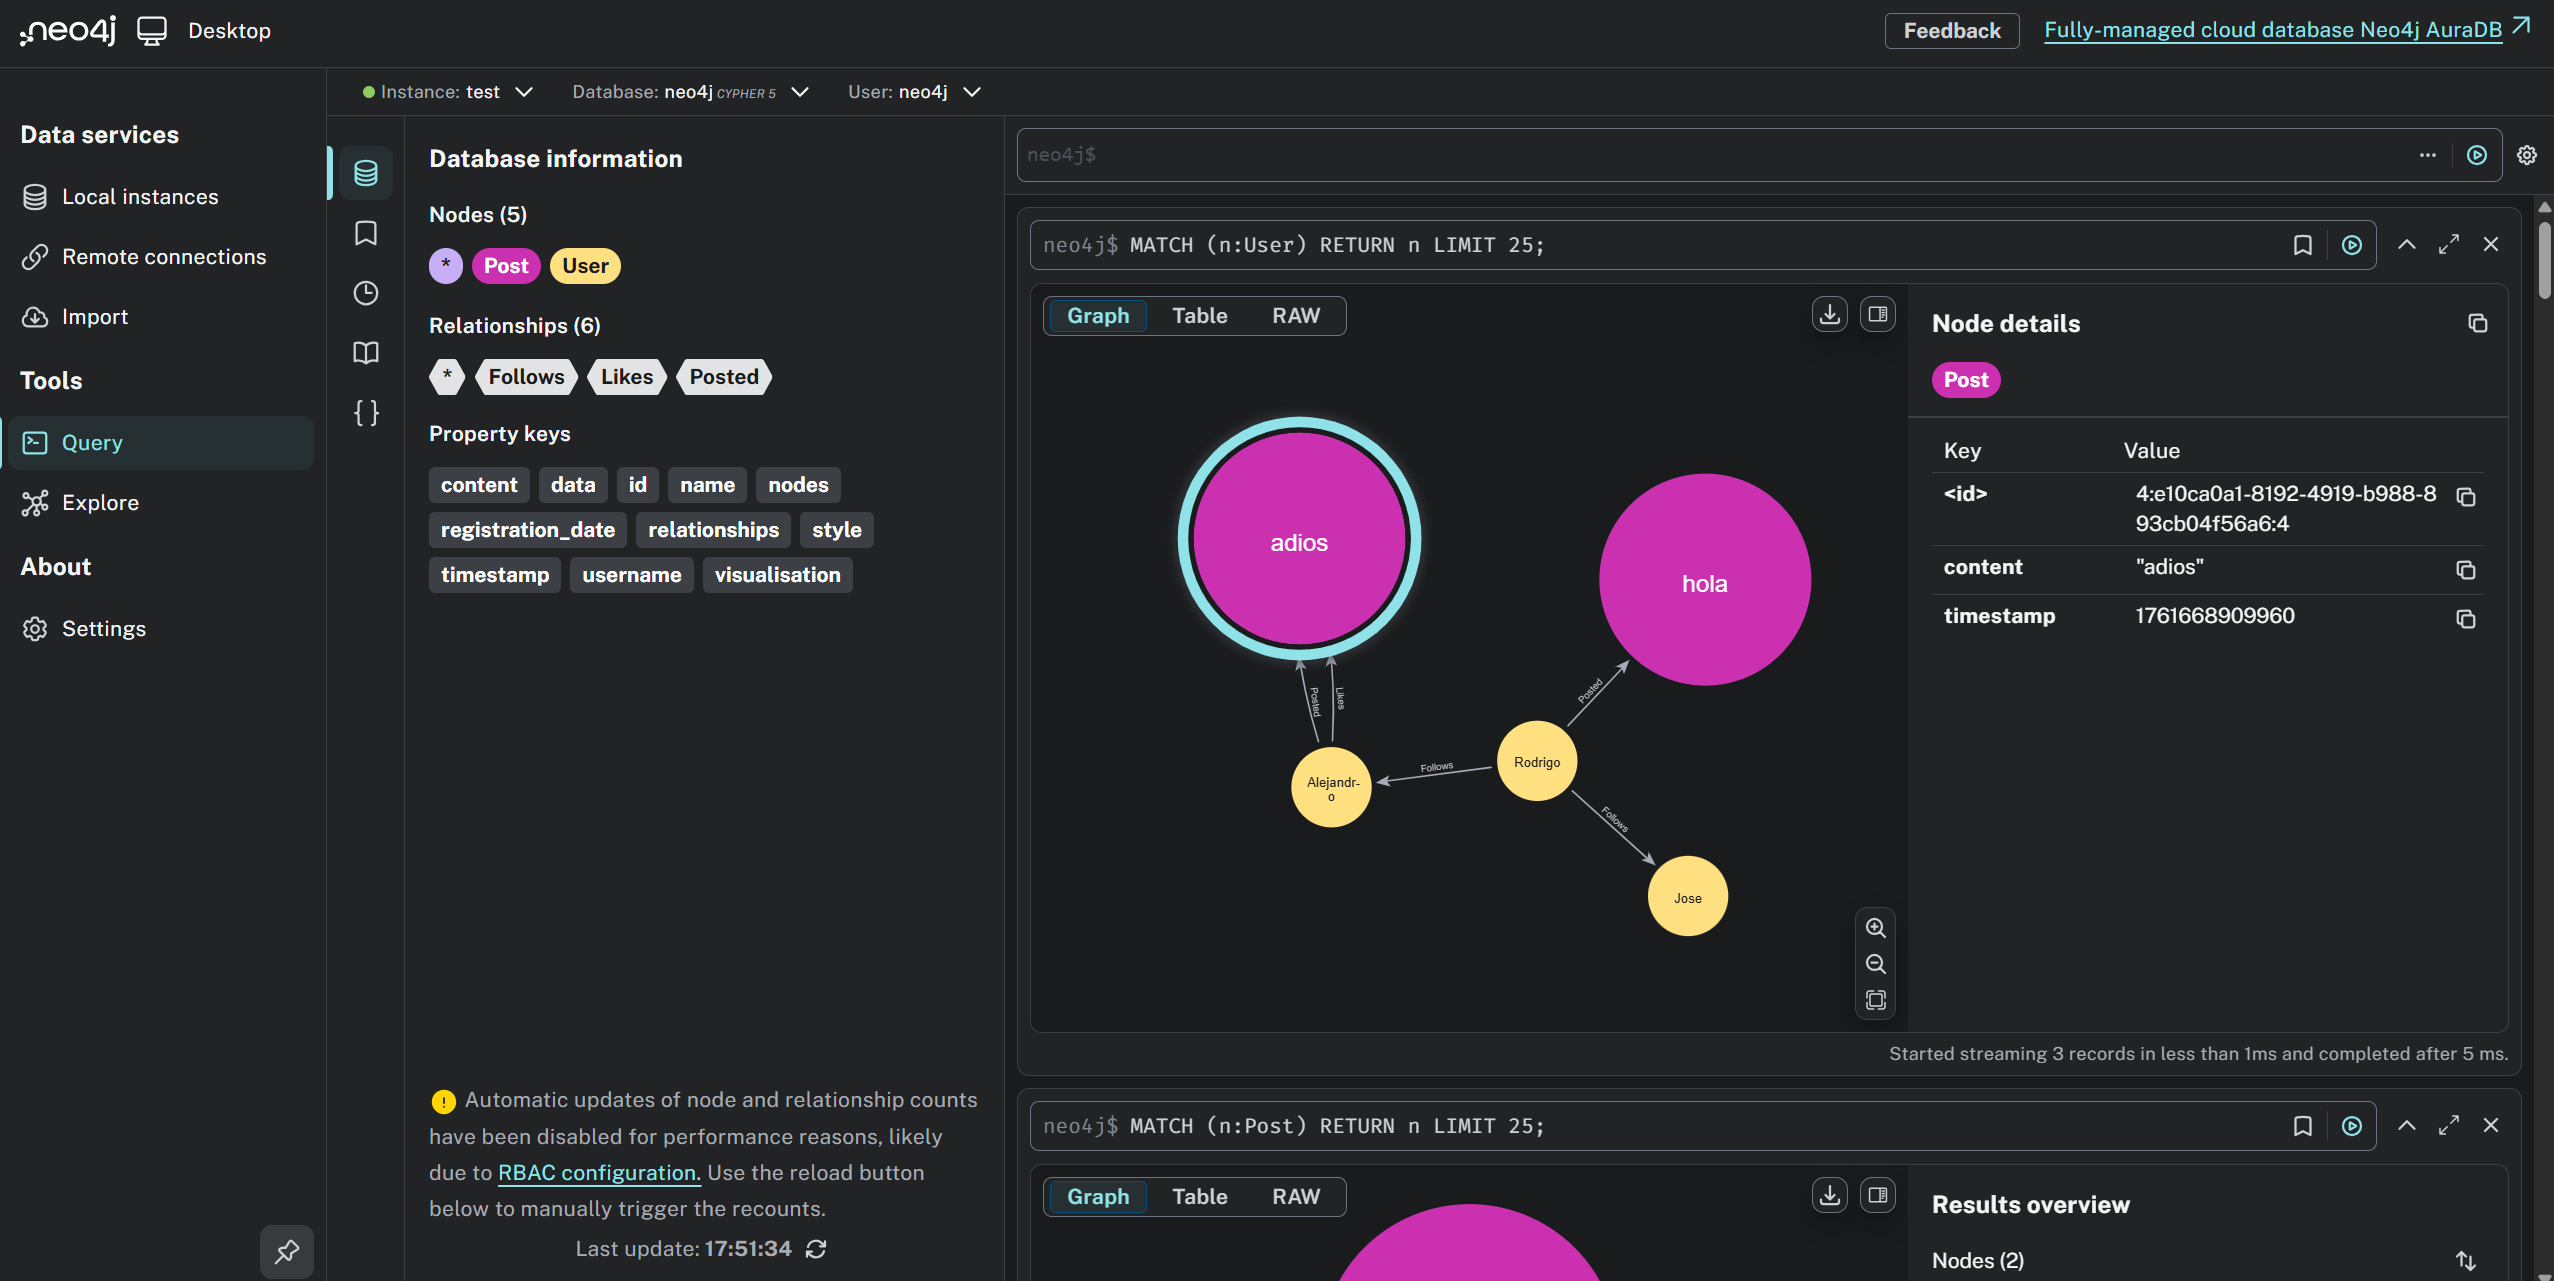 neo4j Desktop
Feedback
Fully-managed cloud database Neo4j AuraDB
Instance: test
Database: neo4j CYPHER 5
User: neo4j
Data services
Local instances
Remote connections
Import
Tools
Query
Explore
About
Settings
Database information
Nodes (5)
* Post User
Relationships (6)
* Follows Likes Posted
Property keys
content data id name nodes
registration_date relationships style
timestamp username visualisation
Automatic updates of node and relationship counts
have been disabled for performance reasons, likely
due to RBAC configuration. Use the reload button
below to manually trigger the recounts.
Last update: 17:51:34
neo4j$
neo4j$ MATCH (n:User) RETURN n LIMIT 25;
Graph Table RAW
adios
hola
Posted
Likes
Posted
Alejandr-
o
Follows
Rodrigo
Follows
Jose
Node details
Post
Key Value
<id> 4:e10ca0a1-8192-4919-b988-8
93cb04f56a6:4
content "adios"
timestamp 1761668909960
Started streaming 3 records in less than 1ms and completed after 5 ms.
neo4j$ MATCH (n:Post) RETURN n LIMIT 25;
Graph Table RAW
Results overview
Nodes (2)